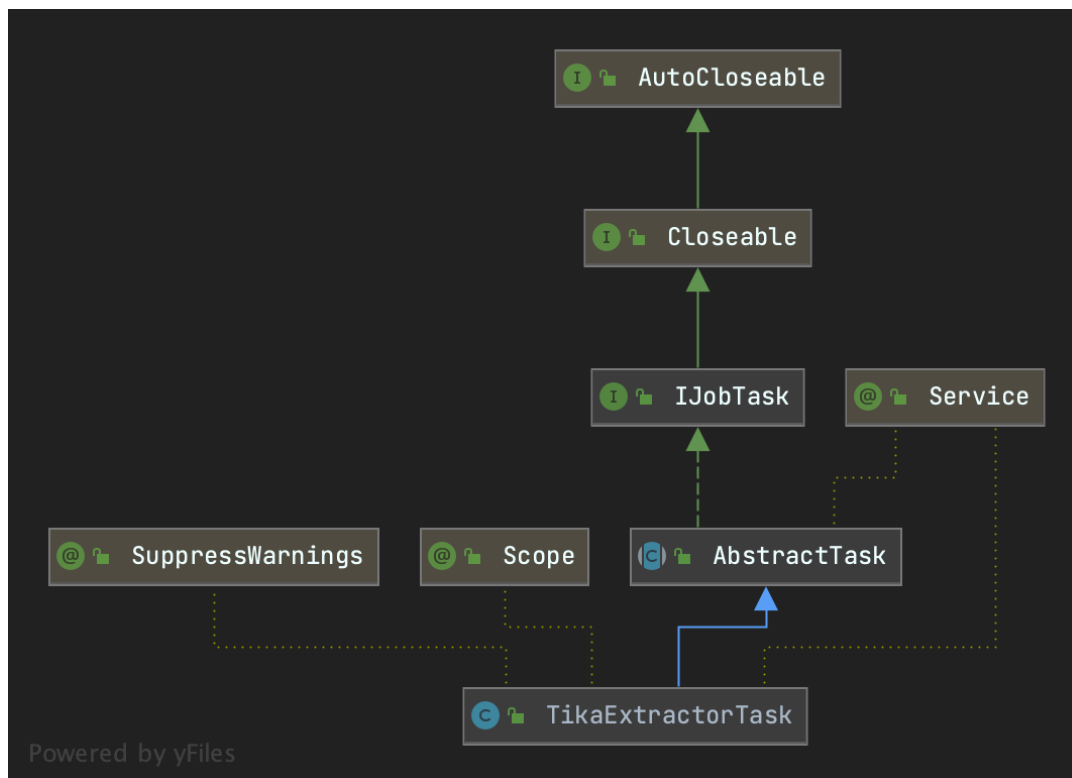 AutoCloseable
Closeable
IJobTask
Service
SuppressWarnings
Scope
AbstractTask
TikaExtractorTask
Powered by yFiles